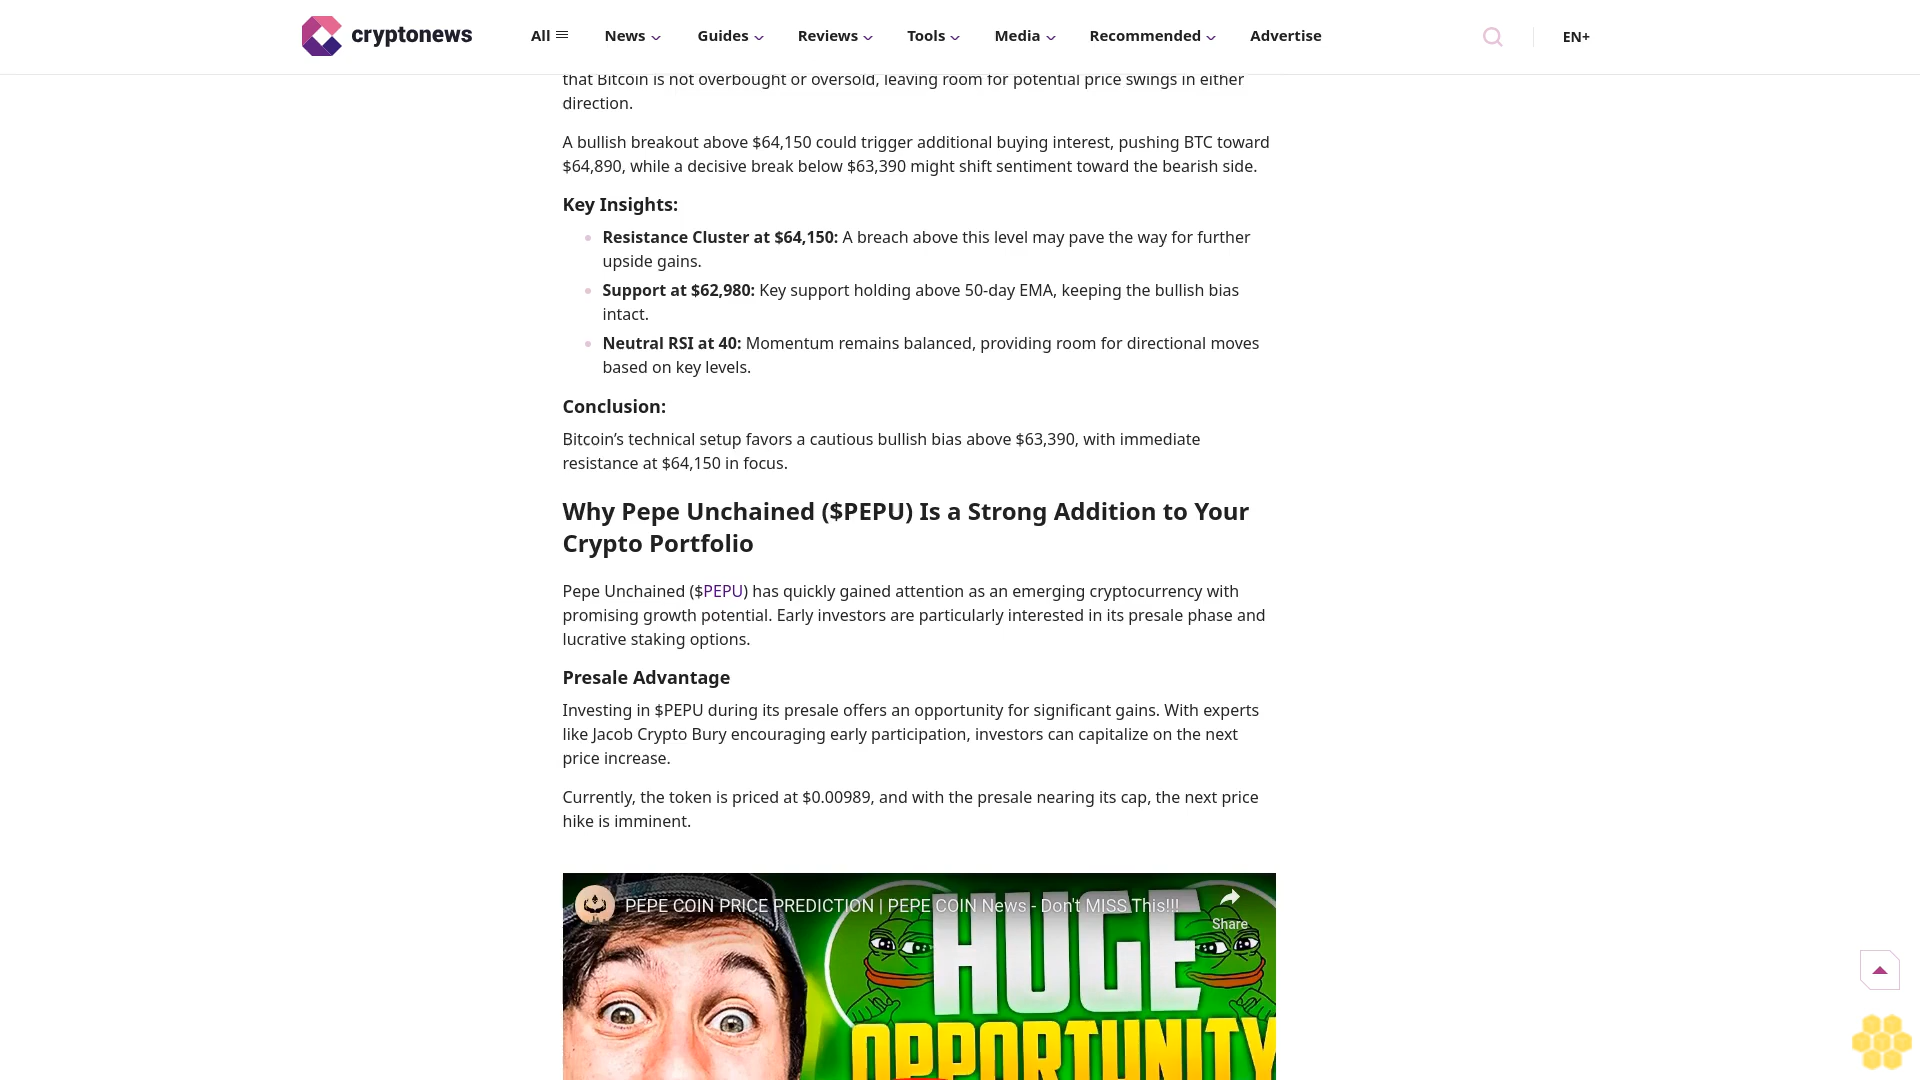 cryptonews
All
News
Guides
Reviews
Tools
Media
Recommended
Advertise
EN+
that Bitcoin is not overbought or oversold, leaving room for potential price swings in either
direction.
A bullish breakout above $64,150 could trigger additional buying interest, pushing BTC toward
$64,890, while a decisive break below $63,390 might shift sentiment toward the bearish side.
Key Insights:
Resistance Cluster at $64,150: A breach above this level may pave the way for further
upside gains.
Support at $62,980: Key support holding above 50-day EMA, keeping the bullish bias
intact.
Neutral RSI at 40: Momentum remains balanced, providing room for directional moves
based on key levels.
Conclusion:
Bitcoin’s technical setup favors a cautious bullish bias above $63,390, with immediate
resistance at $64,150 in focus.
Why Pepe Unchained ($PEPU) Is a Strong Addition to Your
Crypto Portfolio
Pepe Unchained ($PEPU) has quickly gained attention as an emerging cryptocurrency with
promising growth potential. Early investors are particularly interested in its presale phase and
lucrative staking options.
Presale Advantage
Investing in $PEPU during its presale offers an opportunity for significant gains. With experts
like Jacob Crypto Bury encouraging early participation, investors can capitalize on the next
price increase.
Currently, the token is priced at $0.00989, and with the presale nearing its cap, the next price
hike is imminent.
PEPE COIN PRICE PREDICTION | PEPE COIN News - Don't MISS This!!!
Share
HUGE
OPPORTUNITY